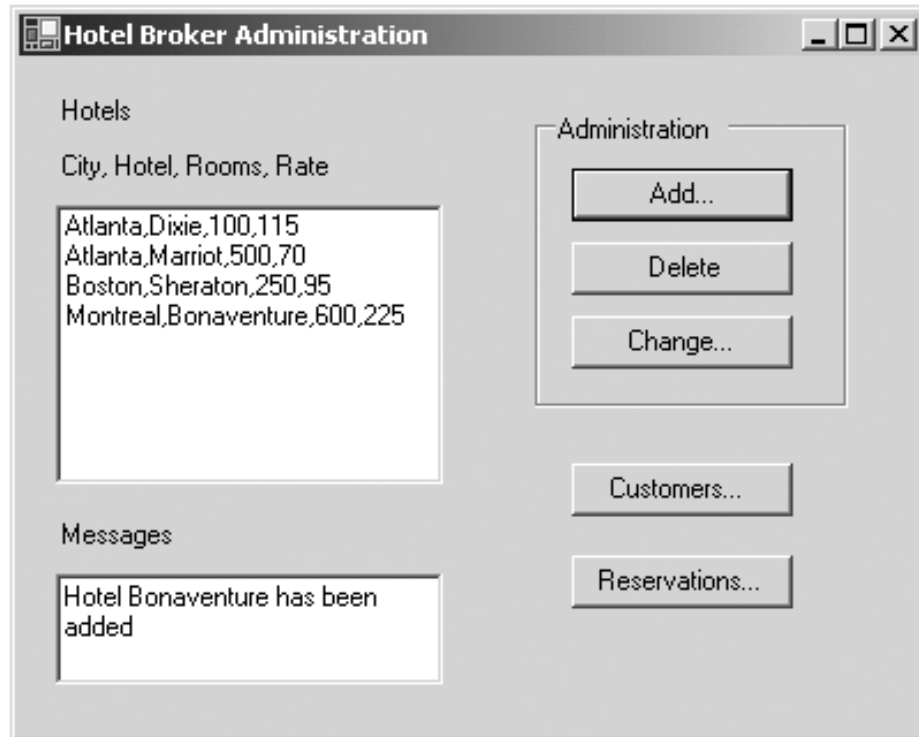 Hotel Broker Administration
Hotels
City, Hotel, Rooms, Rate
Atlanta,Dixie,100,115
Atlanta,Marriot,500,70
Boston,Sheraton,250,95
Montreal,Bonaventure,600,225
Messages
Hotel Bonaventure has been
added
Administration
Add...
Delete
Change...
Customers...
Reservations...